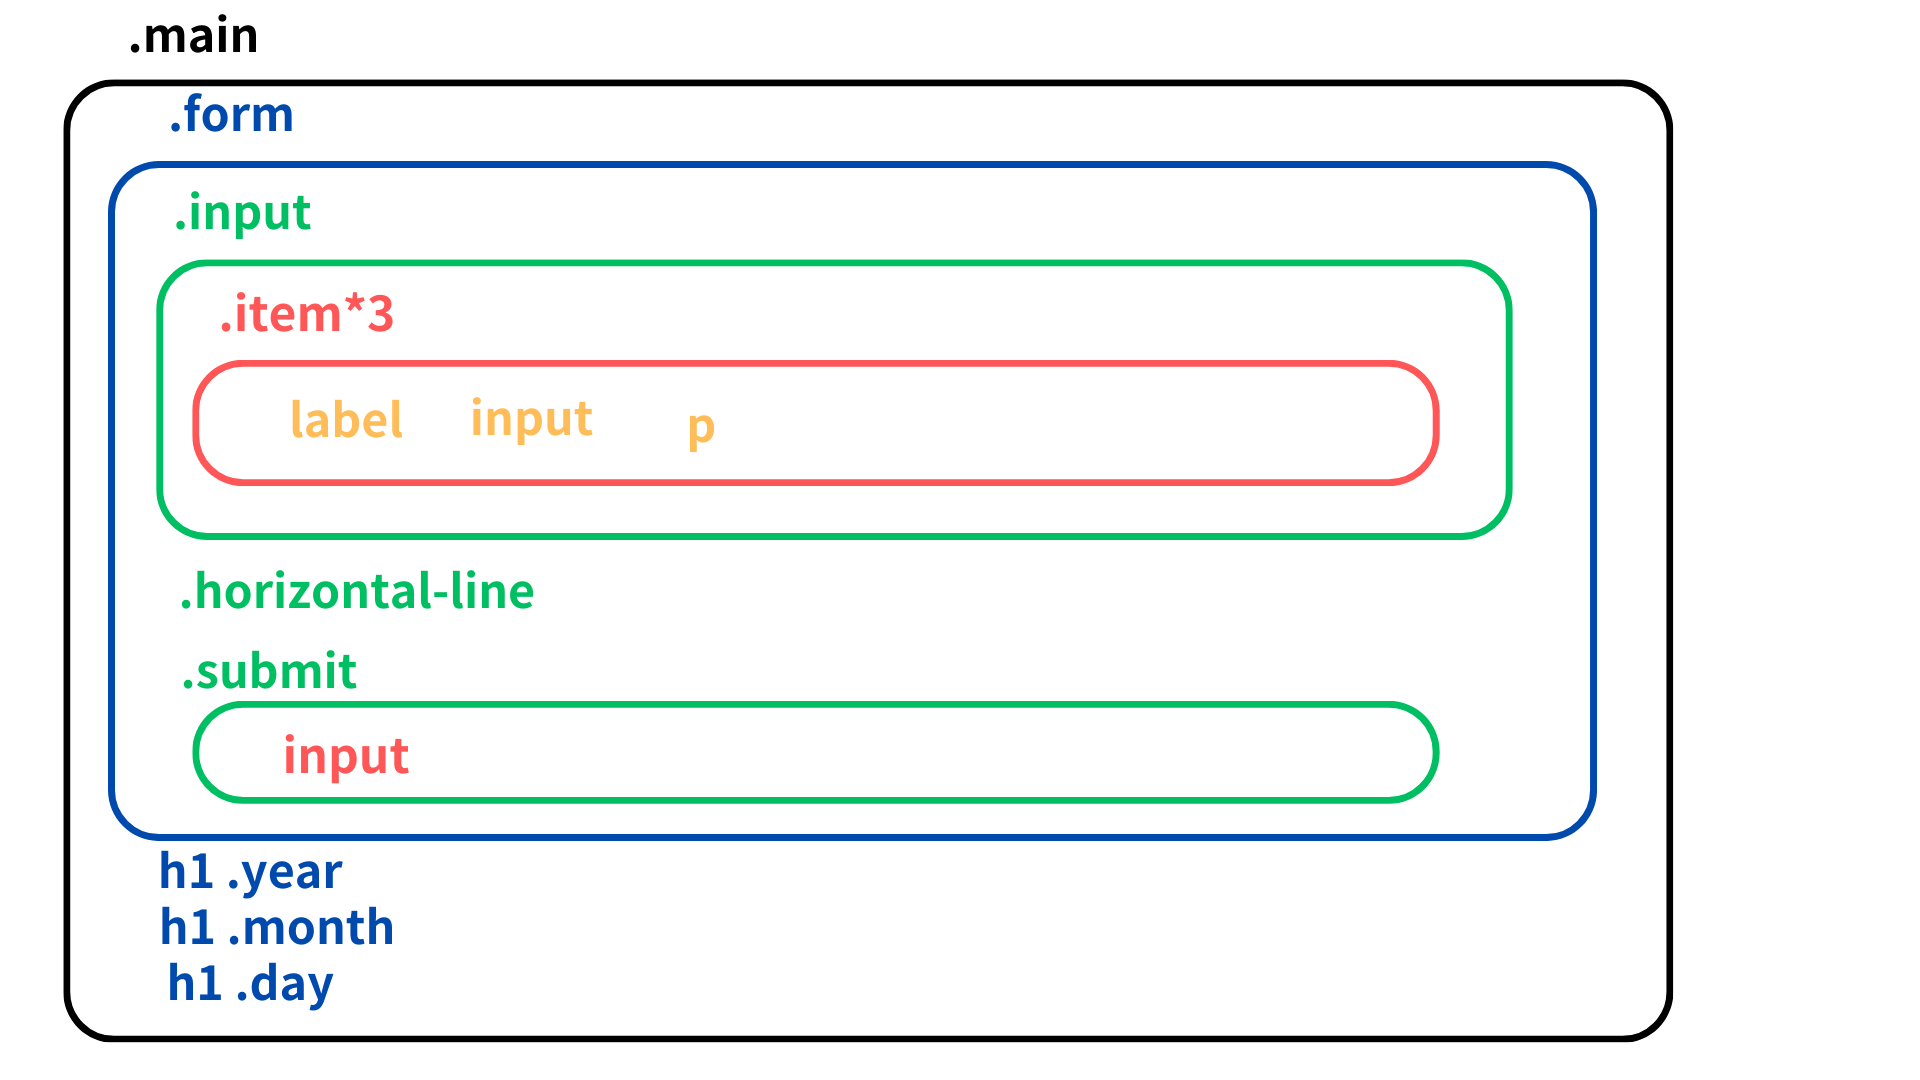 .main
.form
.input
.item*3
label input p
.horizontal-line
.submit
input
h1 .year
h1 .month
h1 .day